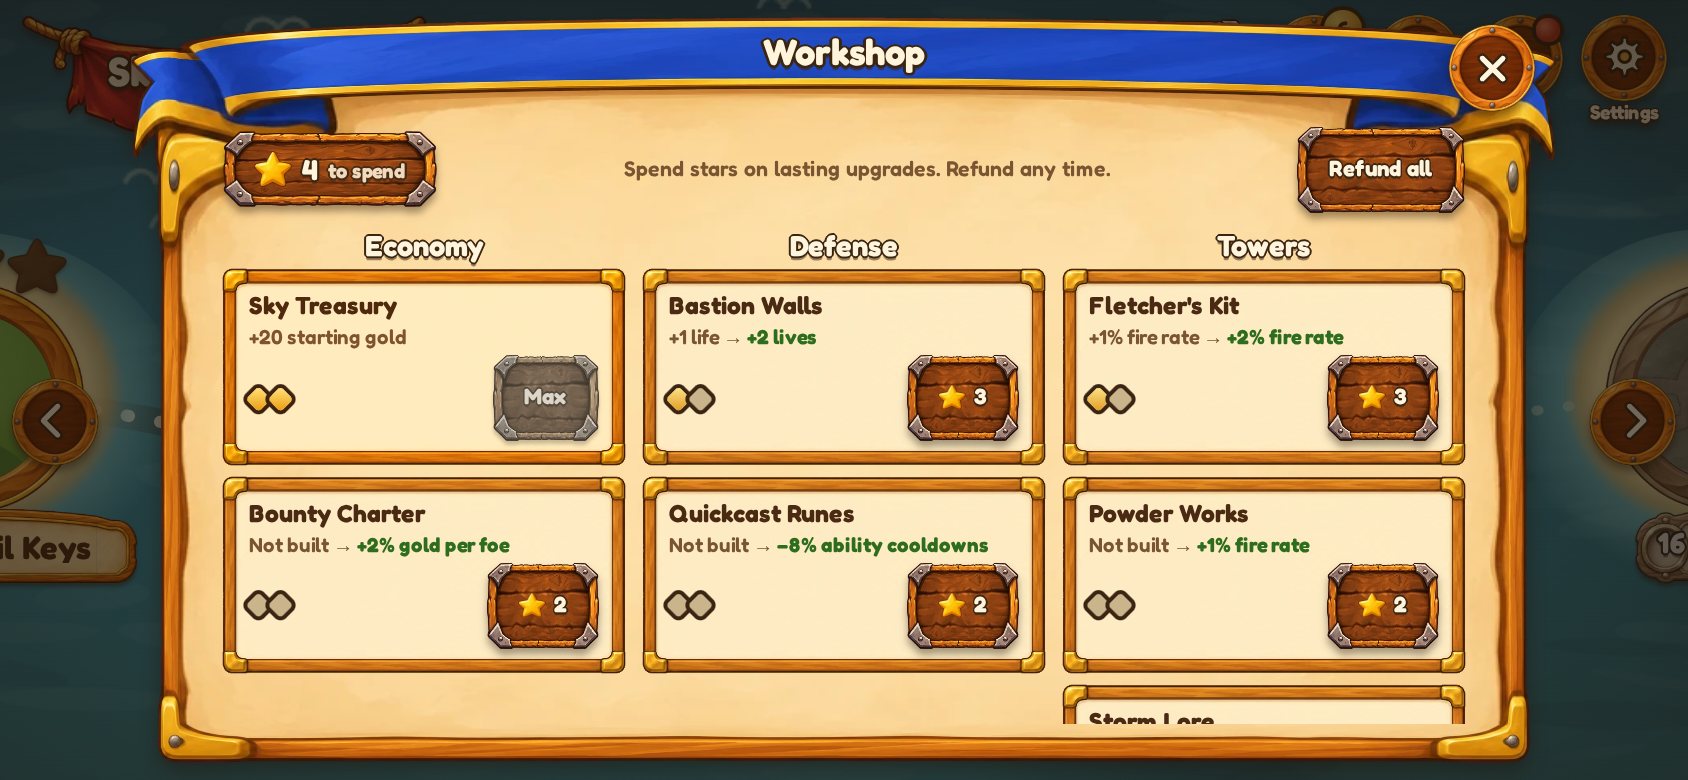 Workshop
Settings
4 to spend
Spend stars on lasting upgrades. Refund any time.
Refund all
Economy
Defense
Towers
Sky Treasury
+20 starting gold
Max
Bastion Walls
+1 life → +2 lives
3
Fletcher's Kit
+1% fire rate → +2% fire rate
3
Bounty Charter
Not built → +2% gold per foe
2
Quickcast Runes
Not built → −8% ability cooldowns
2
Powder Works
Not built → +1% fire rate
2
Storm Lore
Keys
16